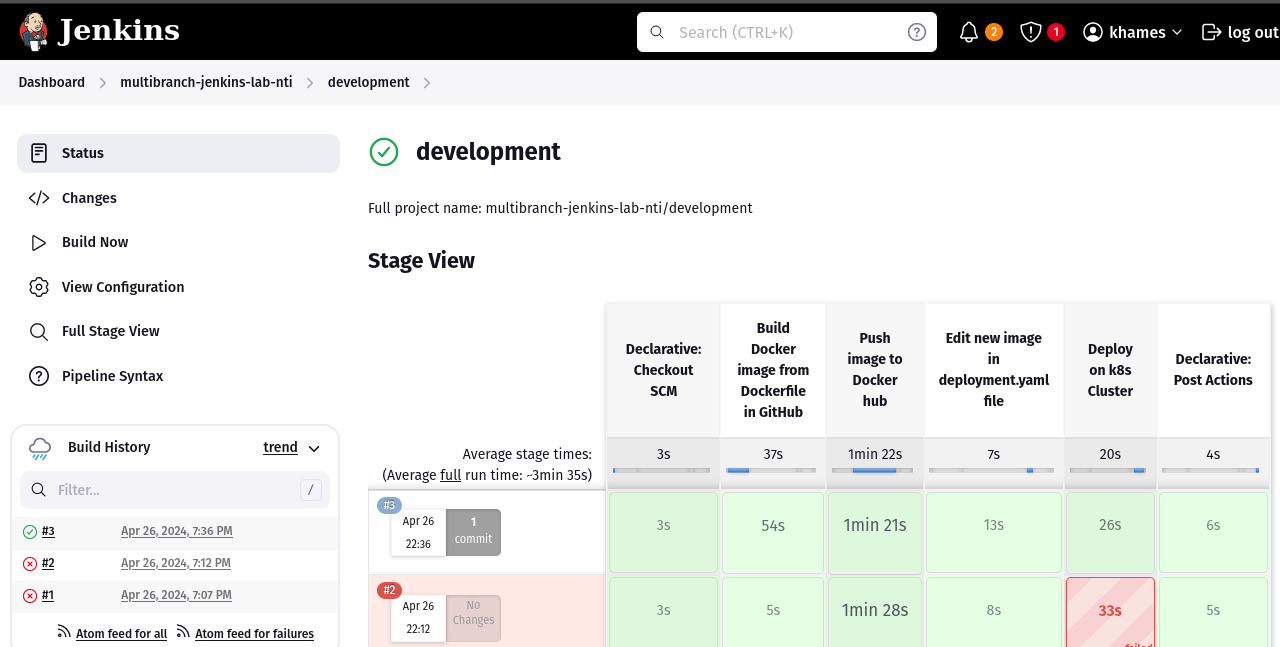 Jenkins
Search (CTRL+K)
2
1
khames
log out
Dashboard
multibranch-jenkins-lab-nti
development
Status
Changes
Build Now
View Configuration
Full Stage View
Pipeline Syntax
Build History
trend
Filter...
/
#3
Apr 26, 2024, 7:36 PM
#2
Apr 26, 2024, 7:12 PM
#1
Apr 26, 2024, 7:07 PM
Atom feed for all
Atom feed for failures
development
Full project name: multibranch-jenkins-lab-nti/development
Stage View
Declarative:
Checkout
SCM
Build
Docker
image from
Dockerfile
in GitHub
Push
image to
Docker
hub
Edit new image
in
deployment.yaml
file
Deploy
on k8s
Cluster
Declarative:
Post Actions
Average stage times:
(Average full run time: ~3min 35s)
3s
37s
1min 22s
7s
20s
4s
#3
Apr 26
22:36
1
commit
3s
54s
1min 21s
13s
26s
6s
#2
Apr 26
22:12
No
Changes
3s
5s
1min 28s
8s
33s
failed
5s